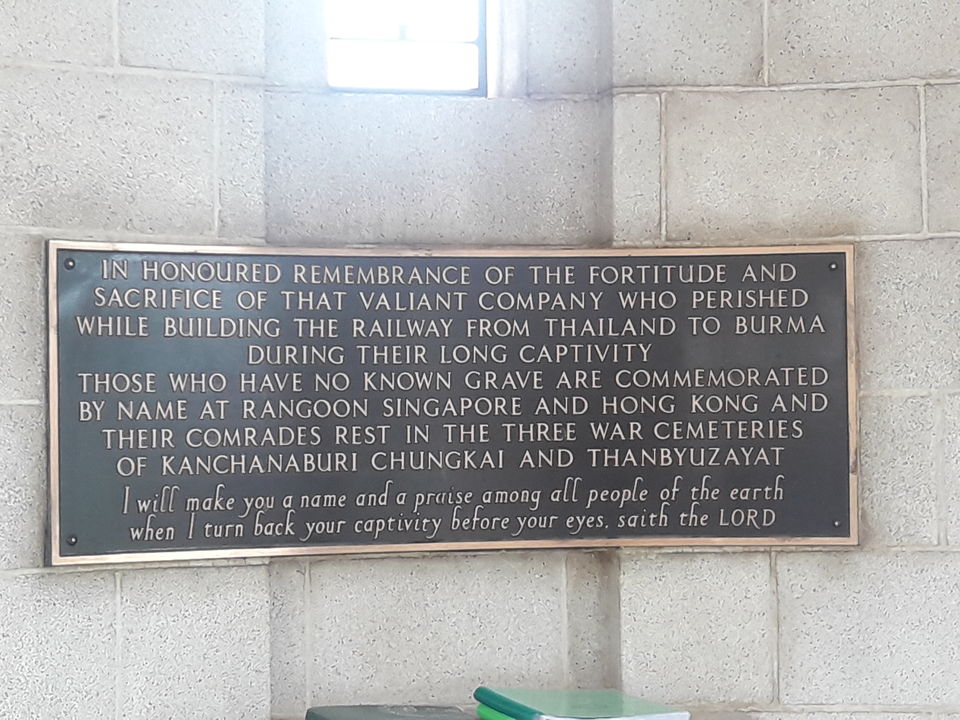 IN HONOURED REMEMBRANCE OF THE FORTITUDE AND
SACRIFICE OF THAT VALIANT COMPANY WHO PERISHED
WHILE BUILDING THE RAILWAY FROM THAILAND TO BURMA
DURING THEIR LONG CAPTIVITY
THOSE WHO HAVE NO KNOWN GRAVE ARE COMMEMORATED
BY NAME AT RANGOON SINGAPORE AND HONG KONG AND
THEIR COMRADES REST IN THE THREE WAR CEMETERIES
OF KANCHANABURI CHUNGKAI AND THANBYUZAYAT
I will make you a name and a praise among all people of the earth
when I turn back your captivity before your eyes, saith the LORD